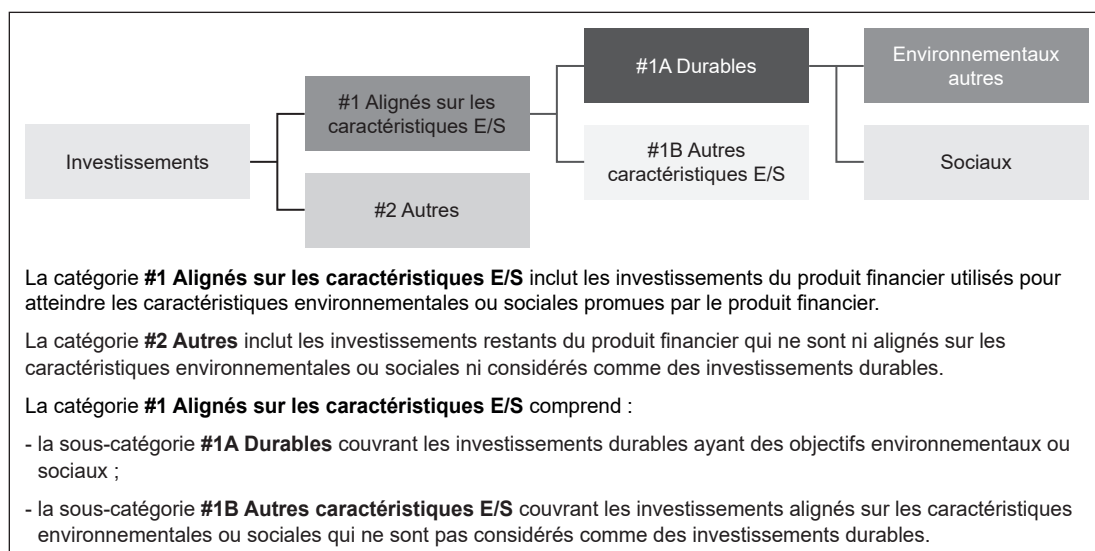 #1A Durables
Environnementaux
autres
#1 Alignés sur les
caractéristiques E/S
Investissements
#1B Autres
caractéristiques E/S
Sociaux
#2 Autres
La catégorie #1 Alignés sur les caractéristiques E/S inclut les investissements du produit financier utilisés pour
atteindre les caractéristiques environnementales ou sociales promues par le produit financier.
La catégorie #2 Autres inclut les investissements restants du produit financier qui ne sont ni alignés sur les
caractéristiques environnementales ou sociales ni considérés comme des investissements durables.
La catégorie #1 Alignés sur les caractéristiques E/S comprend :
- la sous-catégorie #1A Durables couvrant les investissements durables ayant des objectifs environnementaux ou
sociaux ;
- la sous-catégorie #1B Autres caractéristiques E/S couvrant les investissements alignés sur les caractéristiques
environnementales ou sociales qui ne sont pas considérés comme des investissements durables.